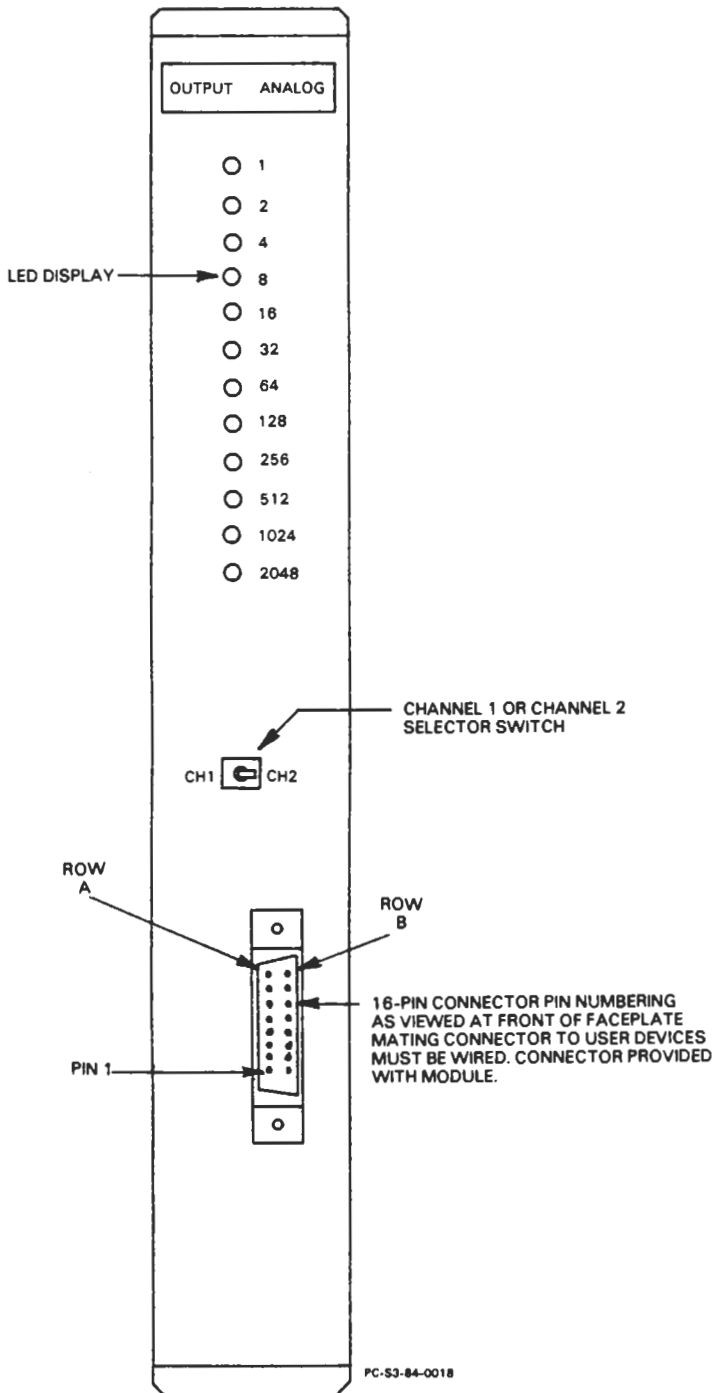 OUTPUT ANALOG
1
2
4
LED DISPLAY
8
16
32
64
128
256
512
1024
2048
CHANNEL 1 OR CHANNEL 2
SELECTOR SWITCH
CH1 CH2
ROW
A
ROW
B
16-PIN CONNECTOR PIN NUMBERING
AS VIEWED AT FRONT OF FACEPLATE
MATING CONNECTOR TO USER DEVICES
MUST BE WIRED. CONNECTOR PROVIDED
WITH MODULE.
PIN 1
PC-S3-84-0018